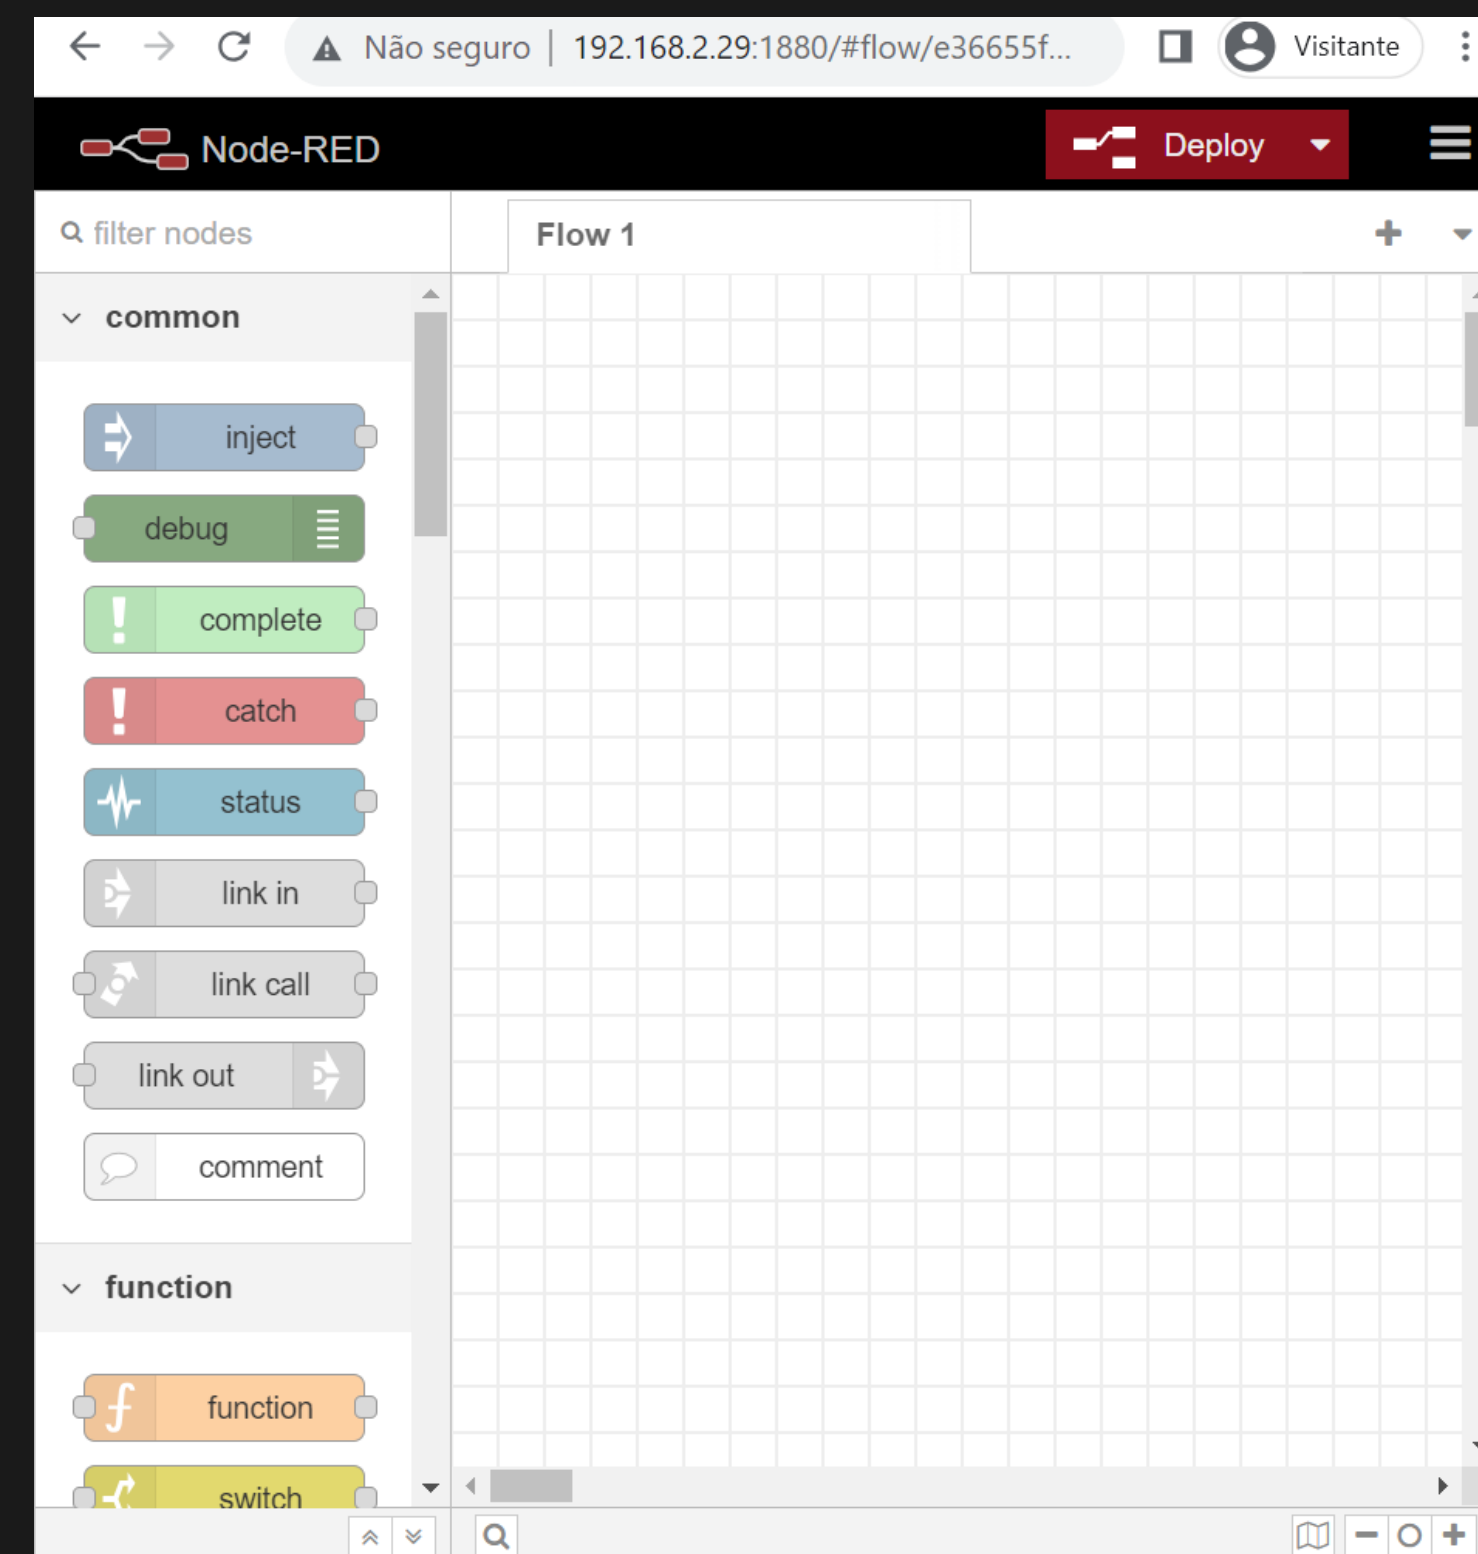 Não seguro | 192.168.2.29:1880/#flow/e36655f...
Visitante
Node-RED
Deploy
filter nodes
Flow 1
common
inject
debug
complete
catch
status
link in
link call
link out
comment
function
function
switch